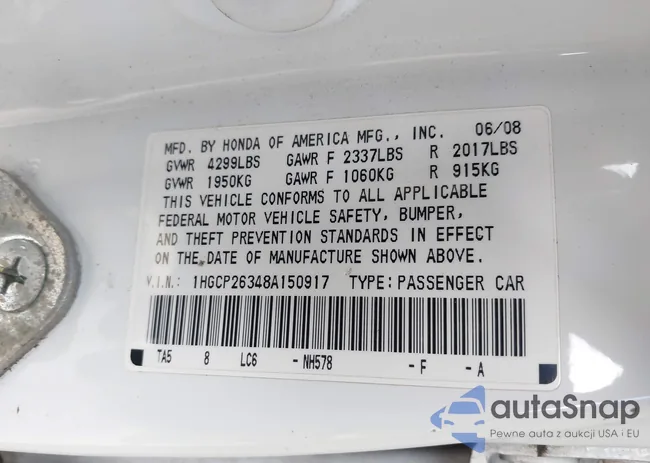 MFD. BY HONDA OF AMERICA MFG., INC. 06/08
GVWR 4299LBS GAWR F 2337LBS R 2017LBS
GVWR 1950KG GAWR F 1060KG R 915KG
THIS VEHICLE CONFORMS TO ALL APPLICABLE
FEDERAL MOTOR VEHICLE SAFETY, BUMPER,
AND THEFT PREVENTION STANDARDS IN EFFECT
ON THE DATE OF MANUFACTURE SHOWN ABOVE.
V.I.N.: 1HGCP26348A150917 TYPE: PASSENGER CAR
TA5 8 LC6 -NH578 -F -A
autaSnap
Pewne auta z aukcji USA i EU